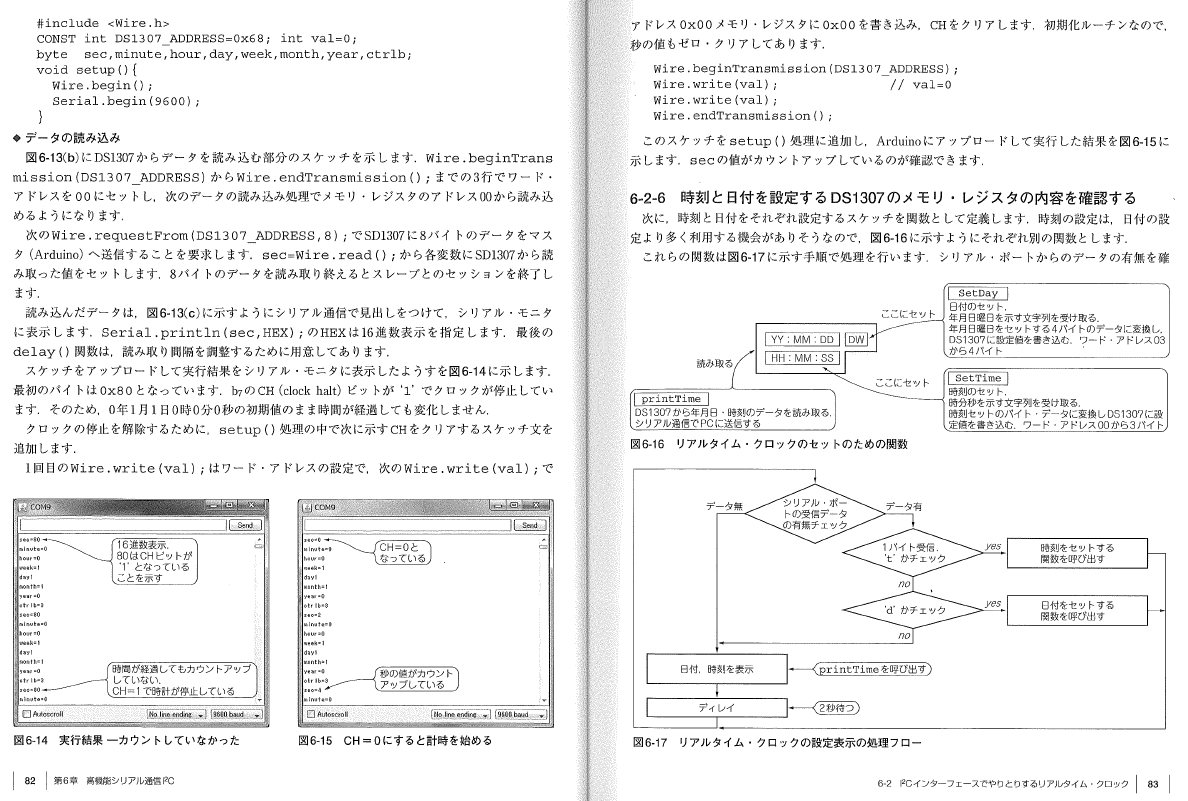 #include <Wire.h>
CONST int DS1307_ADDRESS=0x68; int val=0;
byte  sec,minute,hour,day,week,month,year,ctrlb;
void setup(){
Wire.begin();
Serial.begin(9600);
}
◆ データの読み込み
図6-13(b)にDS1307からデータを読み込む部分のスケッチを示します．Wire.beginTrans
mission(DS1307_ADDRESS)からWire.endTransmission();までの3行でワード・
アドレスを00にセットし，次のデータの読み込み処理でメモリ・レジスタのアドレス00から読み込
めるようになります．
次のWire.requestFrom(DS1307_ADDRESS,8);でSD1307に8バイトのデータをマス
タ（Arduino）へ送信することを要求します．sec=Wire.read();から各変数にSD1307から読
み取った値をセットします．8バイトのデータを読み取り終えるとスレーブとのセッションを終了し
ます．
読み込んだデータは，図6-13(c)に示すようにシリアル通信で見出しをつけて，シリアル・モニタ
に表示します．Serial.println(sec,HEX);のHEXは16進数表示を指定します．最後の
delay()関数は，読み取り間隔を調整するために用意してあります．
スケッチをアップロードして実行結果をシリアル・モニタに表示したようすを図6-14に示します．
最初のバイトは0x80となっています．b7のCH（clock halt）ビットが‘1’でクロックが停止してい
ます．そのため，0年1月1日0時0分0秒の初期値のまま時間が経過しても変化しません．
クロックの停止を解除するために，setup()処理の中で次に示すCHをクリアするスケッチ文を
追加します．
1回目のWire.write(val);はワード・アドレスの設定で，次のWire.write(val);で
COM9
Send
sec=80
minute=0
hour=0
week=1
day1
month=1
year=0
ctrlb=3
sec=80
minute=0
hour=0
week=1
day1
month=1
year=0
ctrlb=3
sec=80
minute=0
16進数表示．
80はCHビットが
‘1’となっている
ことを示す
時間が経過してもカウントアップ
していない．
CH＝1で時計が停止している
Autoscroll
No line ending
9600 baud
図6-14　実行結果 ―カウントしていなかった
COM9
Send
sec=0
minute=0
hour=0
week=1
day1
month=1
year=0
ctrlb=3
sec=2
minute=0
hour=0
week=1
day1
month=1
year=0
ctrlb=3
sec=4
minute=0
CH＝0と
なっている
秒の値がカウント
アップしている
Autoscroll
No line ending
9600 baud
図6-15　CH＝0にすると計時を始める
82　第6章　高機能シリアル通信I²C
アドレス0x00メモリ・レジスタに0x00を書き込み，CHをクリアします．初期化ルーチンなので，
秒の値もゼロ・クリアしてあります．
Wire.beginTransmission(DS1307_ADDRESS);
Wire.write(val);　// val=0
Wire.write(val);
Wire.endTransmission();
このスケッチをsetup()処理に追加し，Arduinoにアップロードして実行した結果を図6-15に
示します．secの値がカウントアップしているのが確認できます．
6-2-6　時刻と日付を設定するDS1307のメモリ・レジスタの内容を確認する
次に，時刻と日付をそれぞれ設定するスケッチを関数として定義します．時刻の設定は，日付の設
定より多く利用する機会がありそうなので，図6-16に示すようにそれぞれ別の関数とします．
これらの関数は図6-17に示す手順で処理を行います．シリアル・ポートからのデータの有無を確
SetDay
日付のセット．
年月日曜日を示す文字列を受け取る．
年月日曜日をセットする4バイトのデータに変換し，
DS1307に設定値を書き込む．ワード・アドレス03
から4バイト
ここにセット
YY：MM：DD
DW
HH：MM：SS
読み取る
ここにセット
SetTime
時刻のセット．
時分秒を示す文字列を受け取る．
時刻セットのバイト・データに変換しDS1307に設
定値を書き込む．ワード・アドレス00から3バイト
printTime
DS1307から年月日・時刻のデータを読み取る．
シリアル通信でPCに送信する
図6-16　リアルタイム・クロックのセットのための関数
データ無
シリアル・ポー
トの受信データ
の有無チェック
データ有
1バイト受信．
‘t’かチェック
yes
時刻をセットする
関数を呼び出す
no
‘d’かチェック
yes
日付をセットする
関数を呼び出す
no
日付，時刻を表示
printTimeを呼び出す
ディレイ
2秒待つ
図6-17　リアルタイム・クロックの設定表示の処理フロー
6-2　I²Cインターフェースでやりとりするリアルタイム・クロック　83